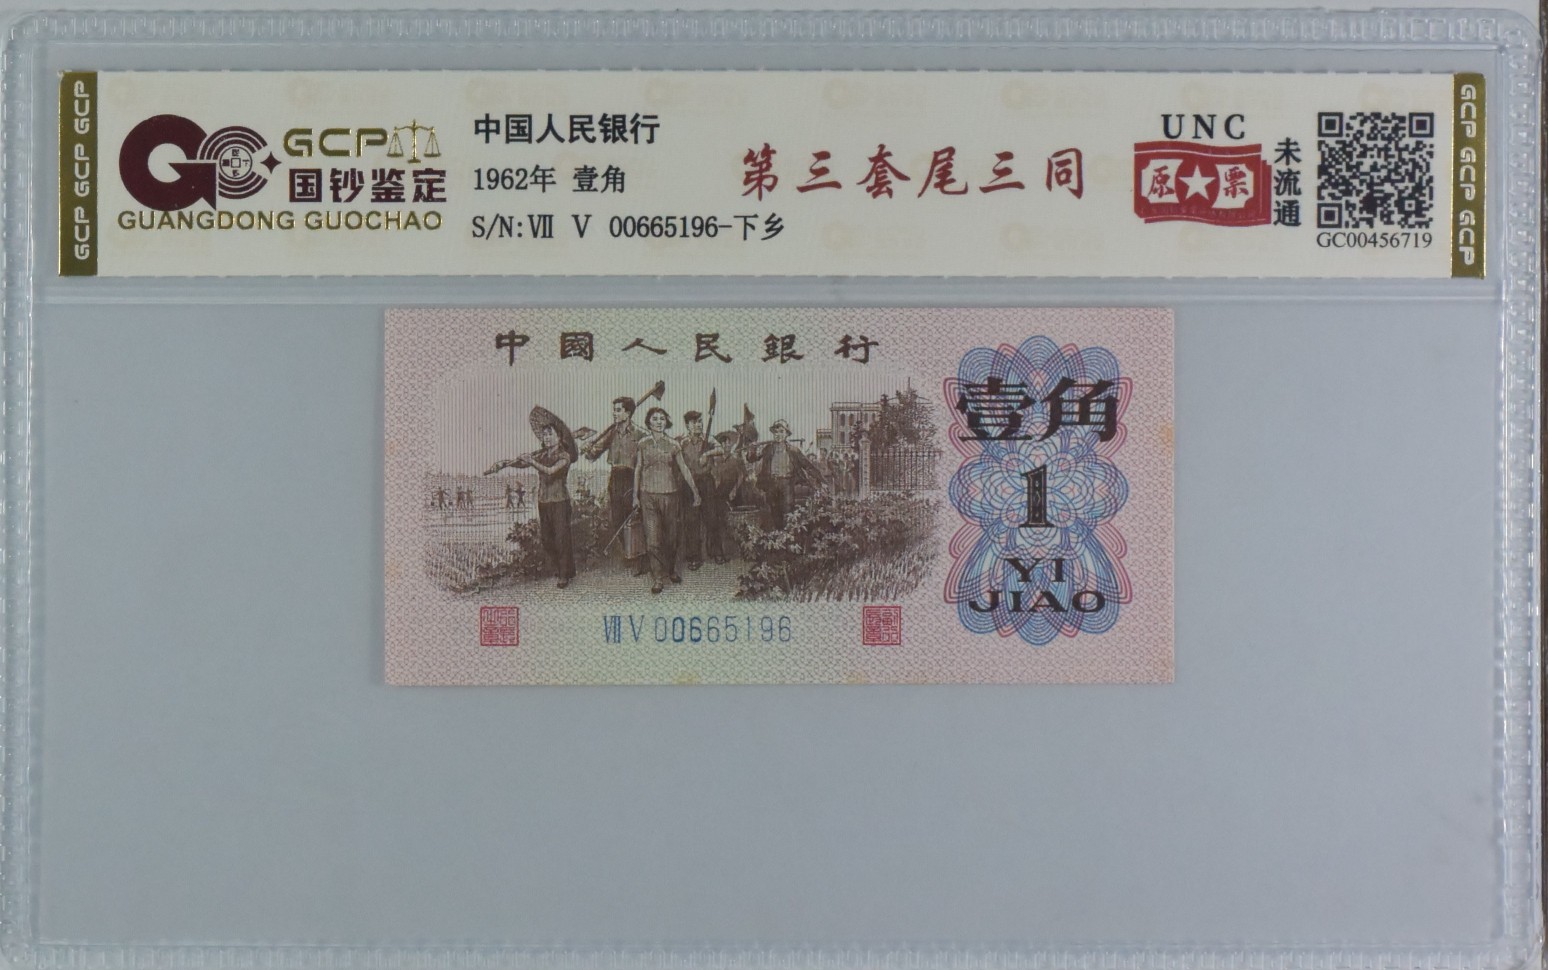 GCP GCP GCP
GCP
国钞鉴定
GUANGDONG GUOCHAO
中国人民银行
1962年 壹角
S/N:Ⅶ Ⅴ 00665196-下乡
第三套尾三同
UNC
原★票
未流通
GC00456719
GCP GCP GCP
中國人民銀行
壹角
1
YI
JIAO
Ⅷ Ⅴ 00665196